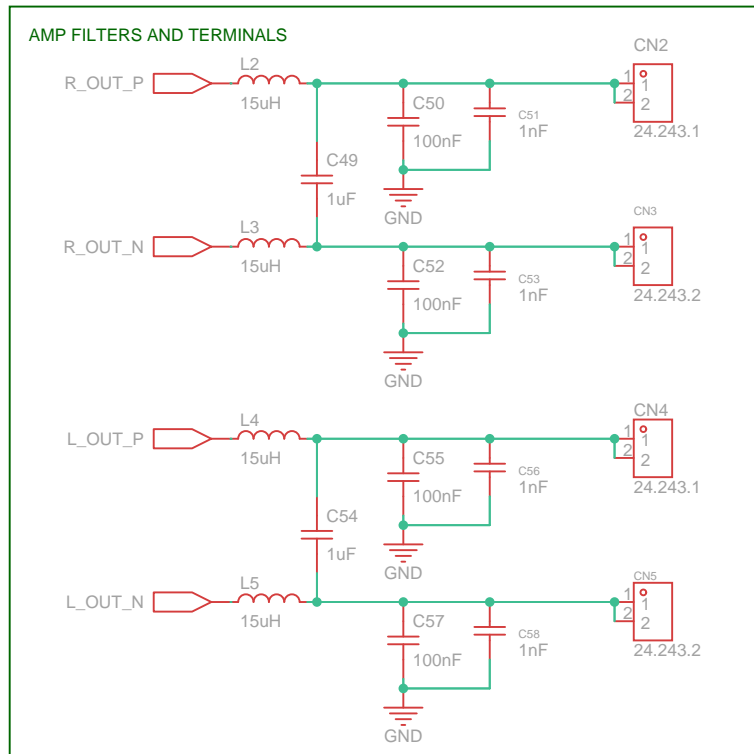 AMP FILTERS AND TERMINALS
CN2
R_OUT_P
L2
15uH
C50
100nF
C51
1nF
1
2
1
2
24.243.1
C49
1uF
GND
CN3
R_OUT_N
L3
15uH
C52
100nF
C53
1nF
1
2
1
2
24.243.2
GND
CN4
L_OUT_P
L4
15uH
C55
100nF
C56
1nF
1
2
1
2
24.243.1
C54
1uF
GND
CN5
L_OUT_N
L5
15uH
C57
100nF
C58
1nF
1
2
1
2
24.243.2
GND